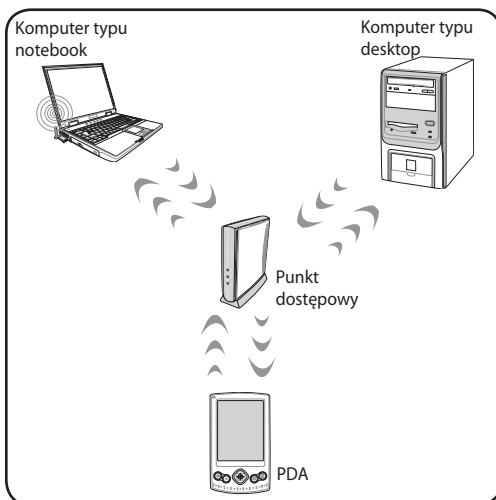 Komputer typu
notebook
Komputer typu
desktop
Punkt
dostępowy
PDA